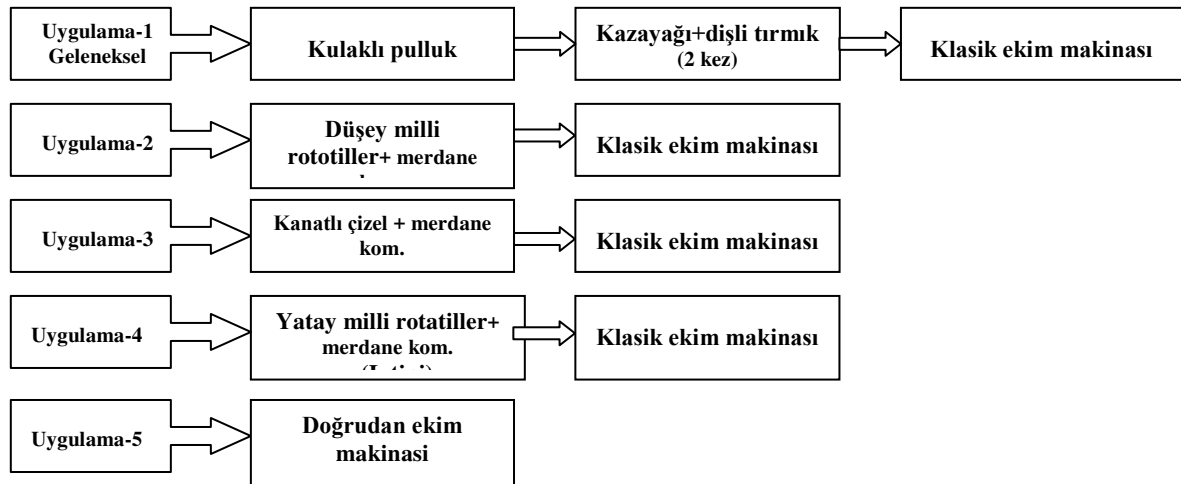 Uygulama-1
Geleneksel
Kulaklı pulluk
Kazayağı+dişli tırmık
(2 kez)
Klasik ekim makinası
Uygulama-2
Düşey milli
rototiller+ merdane
Klasik ekim makinası
Uygulama-3
Kanatlı çizel + merdane
kom.
Klasik ekim makinası
Uygulama-4
Yatay milli rotatiller+
merdane kom.
Klasik ekim makinası
Uygulama-5
Doğrudan ekim
makinasi